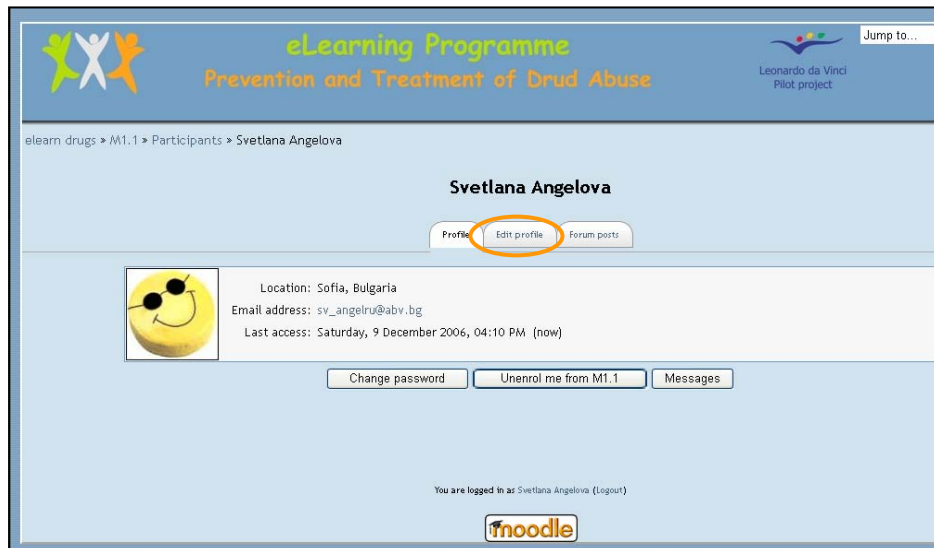 eLearning Programme
Prevention and Treatment of Drud Abuse
Leonardo da Vinci
Pilot project
Jump to...
elearn drugs » M1.1 » Participants » Svetlana Angelova
Svetlana Angelova
Profile Edit profile Forum posts
Location: Sofia, Bulgaria
Email address: sv_angelru@abv.bg
Last access: Saturday, 9 December 2006, 04:10 PM (now)
Change password Unenrol me from M1.1 Messages
You are logged in as Svetlana Angelova (Logout)
moodle